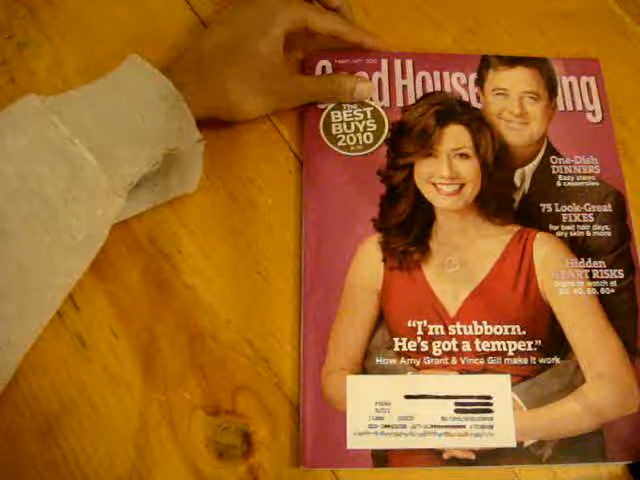 Good Housekeeping
THE
BEST
BUYS
2010
One-Dish
DINNERS
Easy stews
& casseroles
75 Look-Great
FIXES
for bad hair days,
dry skin & more
Hidden
HEART RISKS
"I'm stubborn.
He's got a temper."
How Amy Grant & Vince Gill make it work